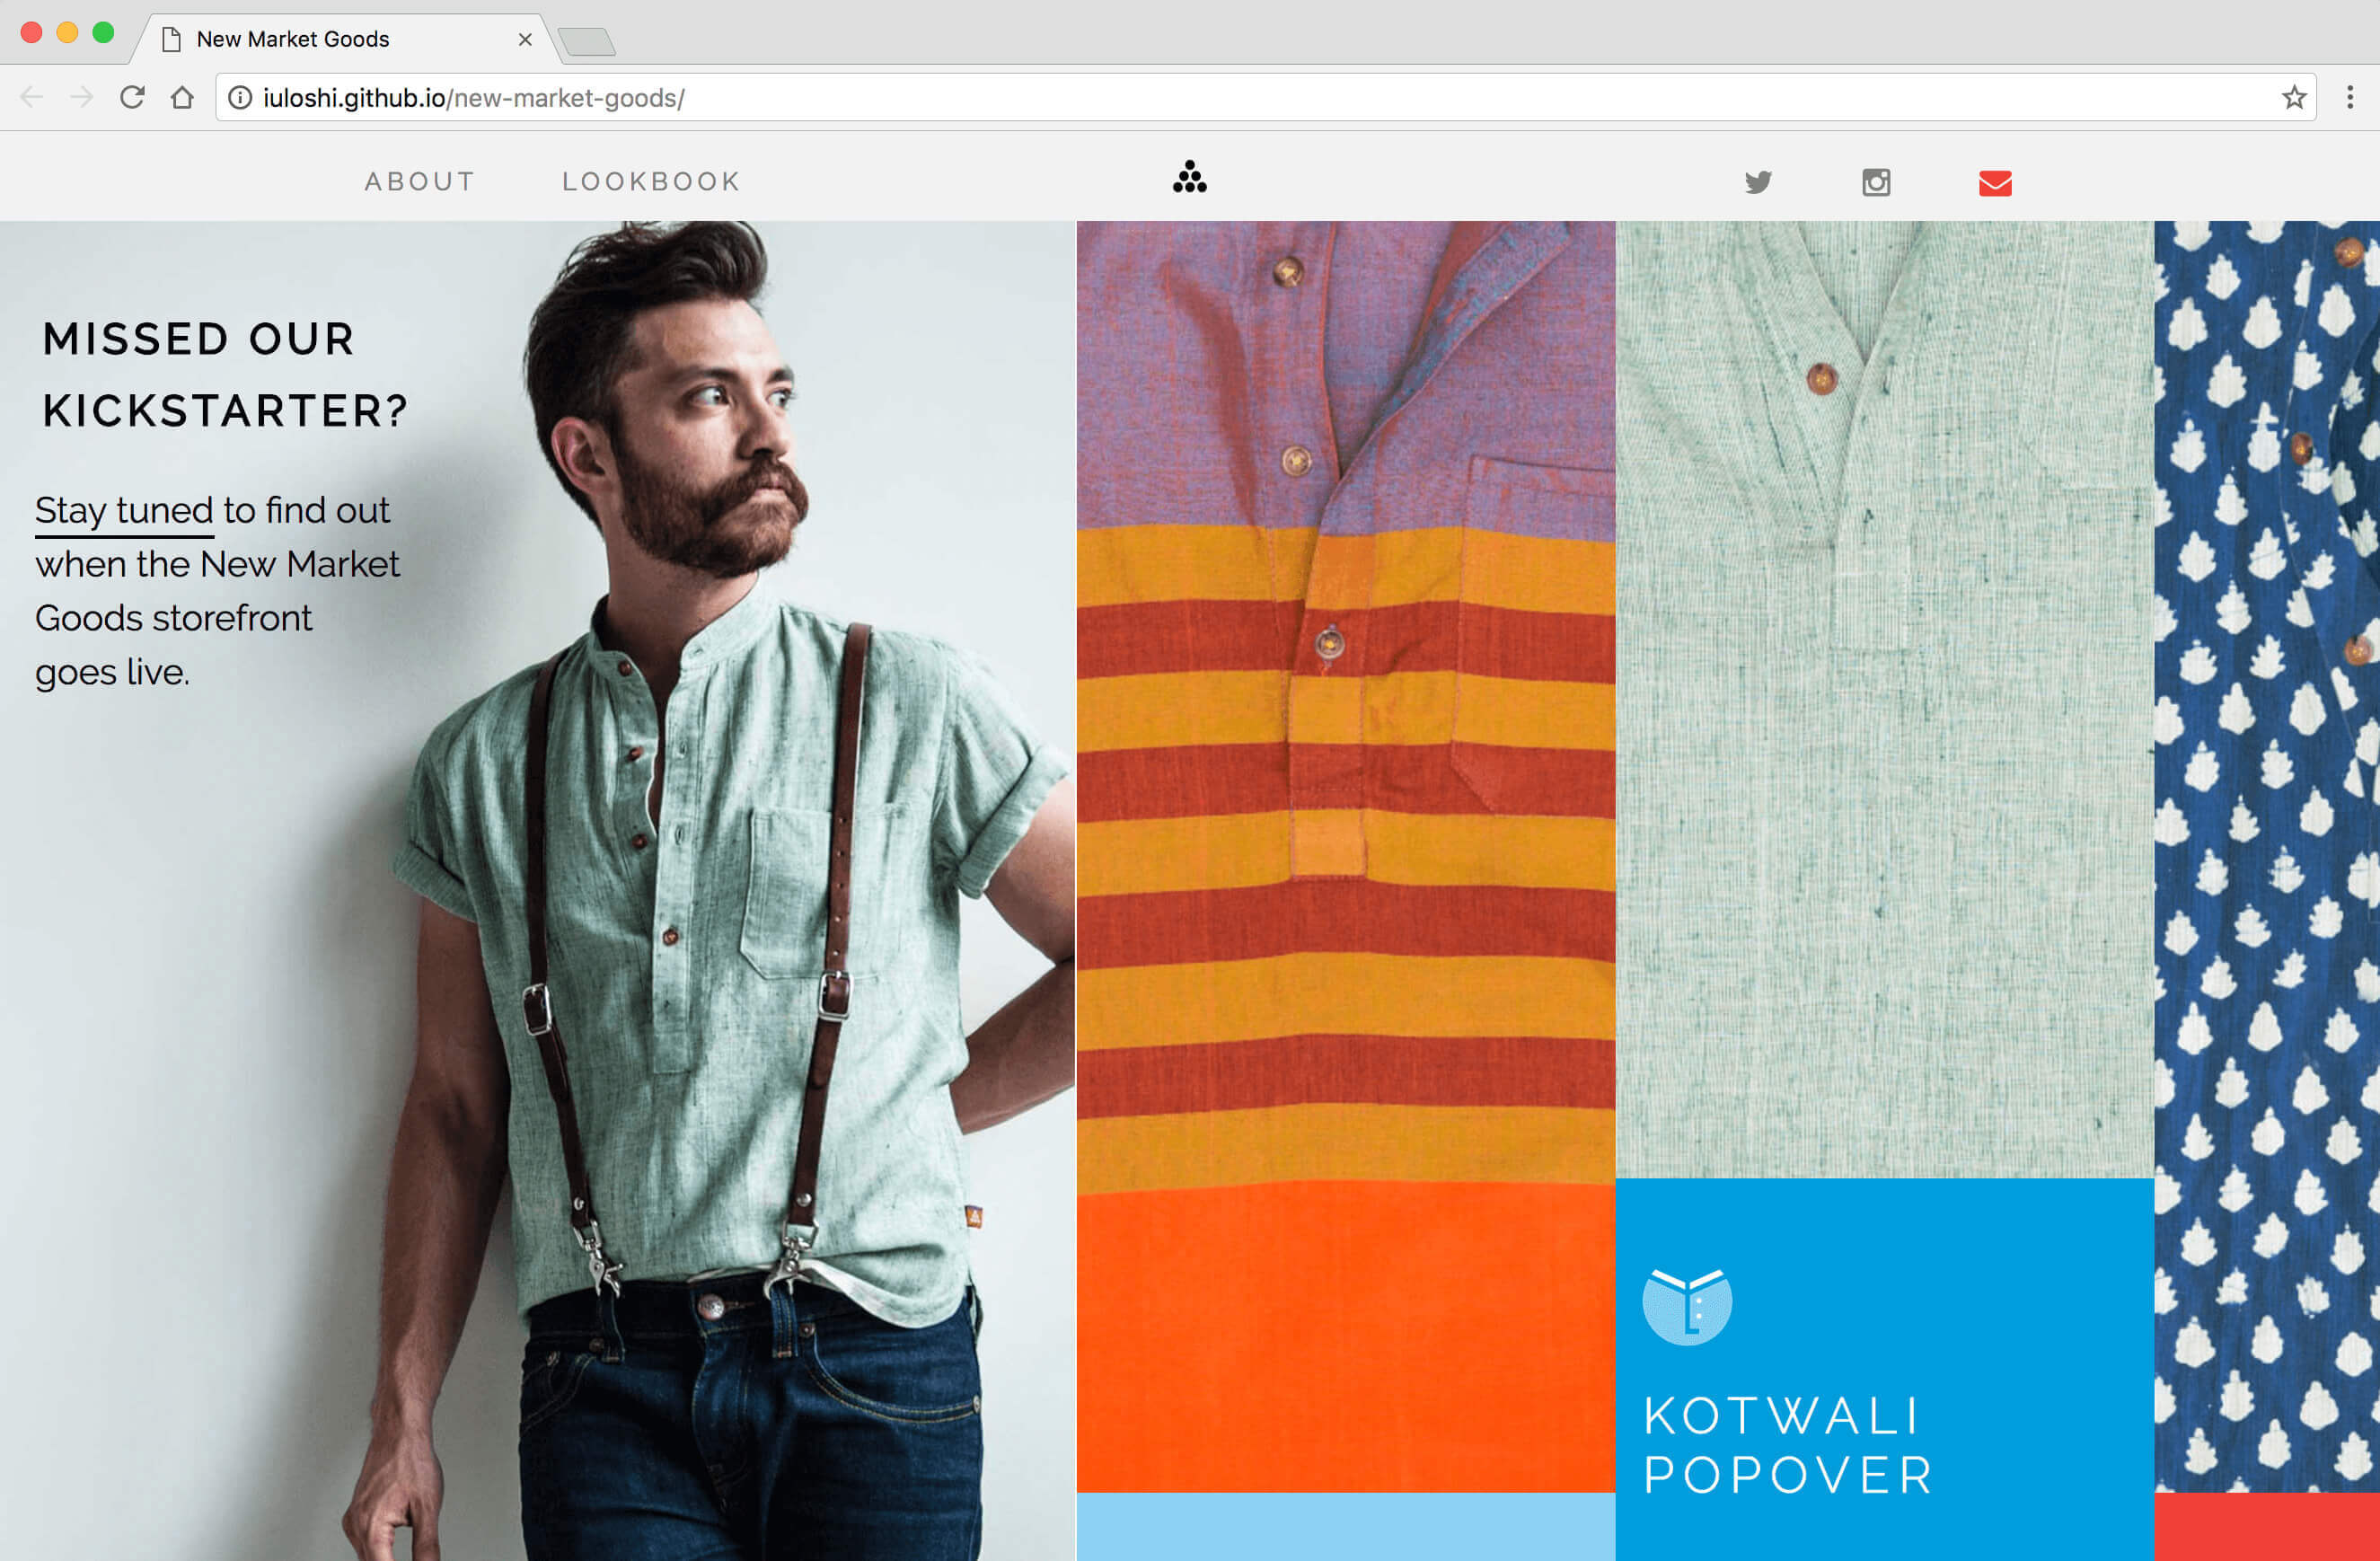 New Market Goods
iuloshi.github.io/new-market-goods/
ABOUT LOOKBOOK
MISSED OUR
KICKSTARTER?
Stay tuned to find out
when the New Market
Goods storefront
goes live.
KOTWALI
POPOVER